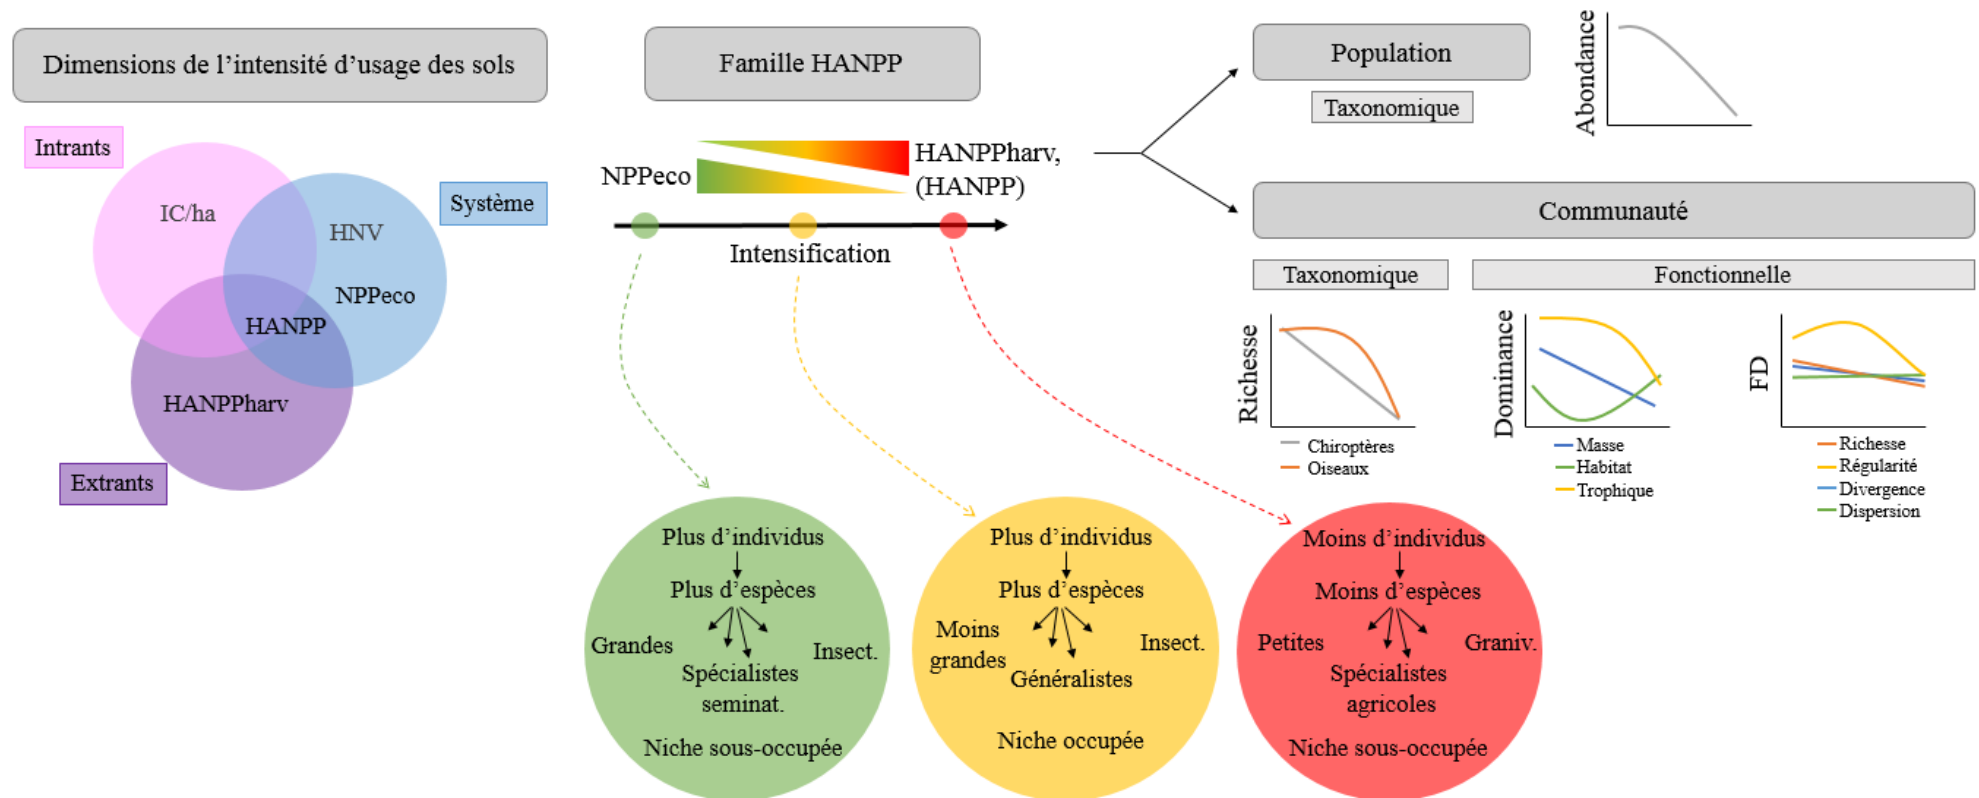 Dimensions de l’intensité d’usage des sols
Intrants
IC/ha
Système
HNV
NPPeco
HANPP
HANPPharv
Extrants
Famille HANPP
NPPeco
HANPPharv,
(HANPP)
Intensification
Population
Taxonomique
Abondance
Communauté
Taxonomique
Fonctionnelle
Richesse
Chiroptères
Oiseaux
Dominance
Masse
Habitat
Trophique
FD
Richesse
Régularité
Divergence
Dispersion
Plus d’individus
Plus d’espèces
Grandes
Insect.
Spécialistes
seminat.
Niche sous-occupée
Plus d’individus
Plus d’espèces
Moins
grandes
Insect.
Généralistes
Niche occupée
Moins d’individus
Moins d’espèces
Petites
Graniv.
Spécialistes
agricoles
Niche sous-occupée